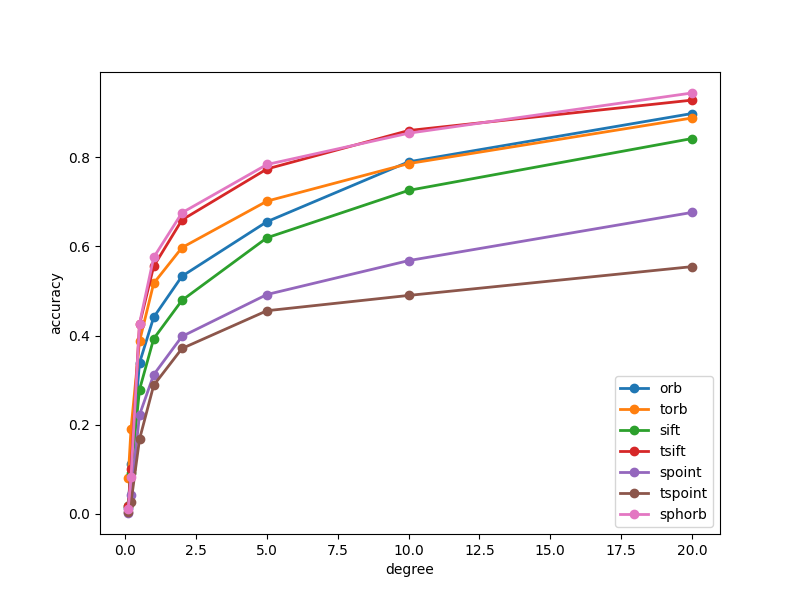 accuracy
0.8
0.6
0.4
0.2
0.0
0.0
2.5
5.0
7.5
10.0
12.5
15.0
17.5
20.0
degree
orb
torb
sift
tsift
spoint
tspoint
sphorb